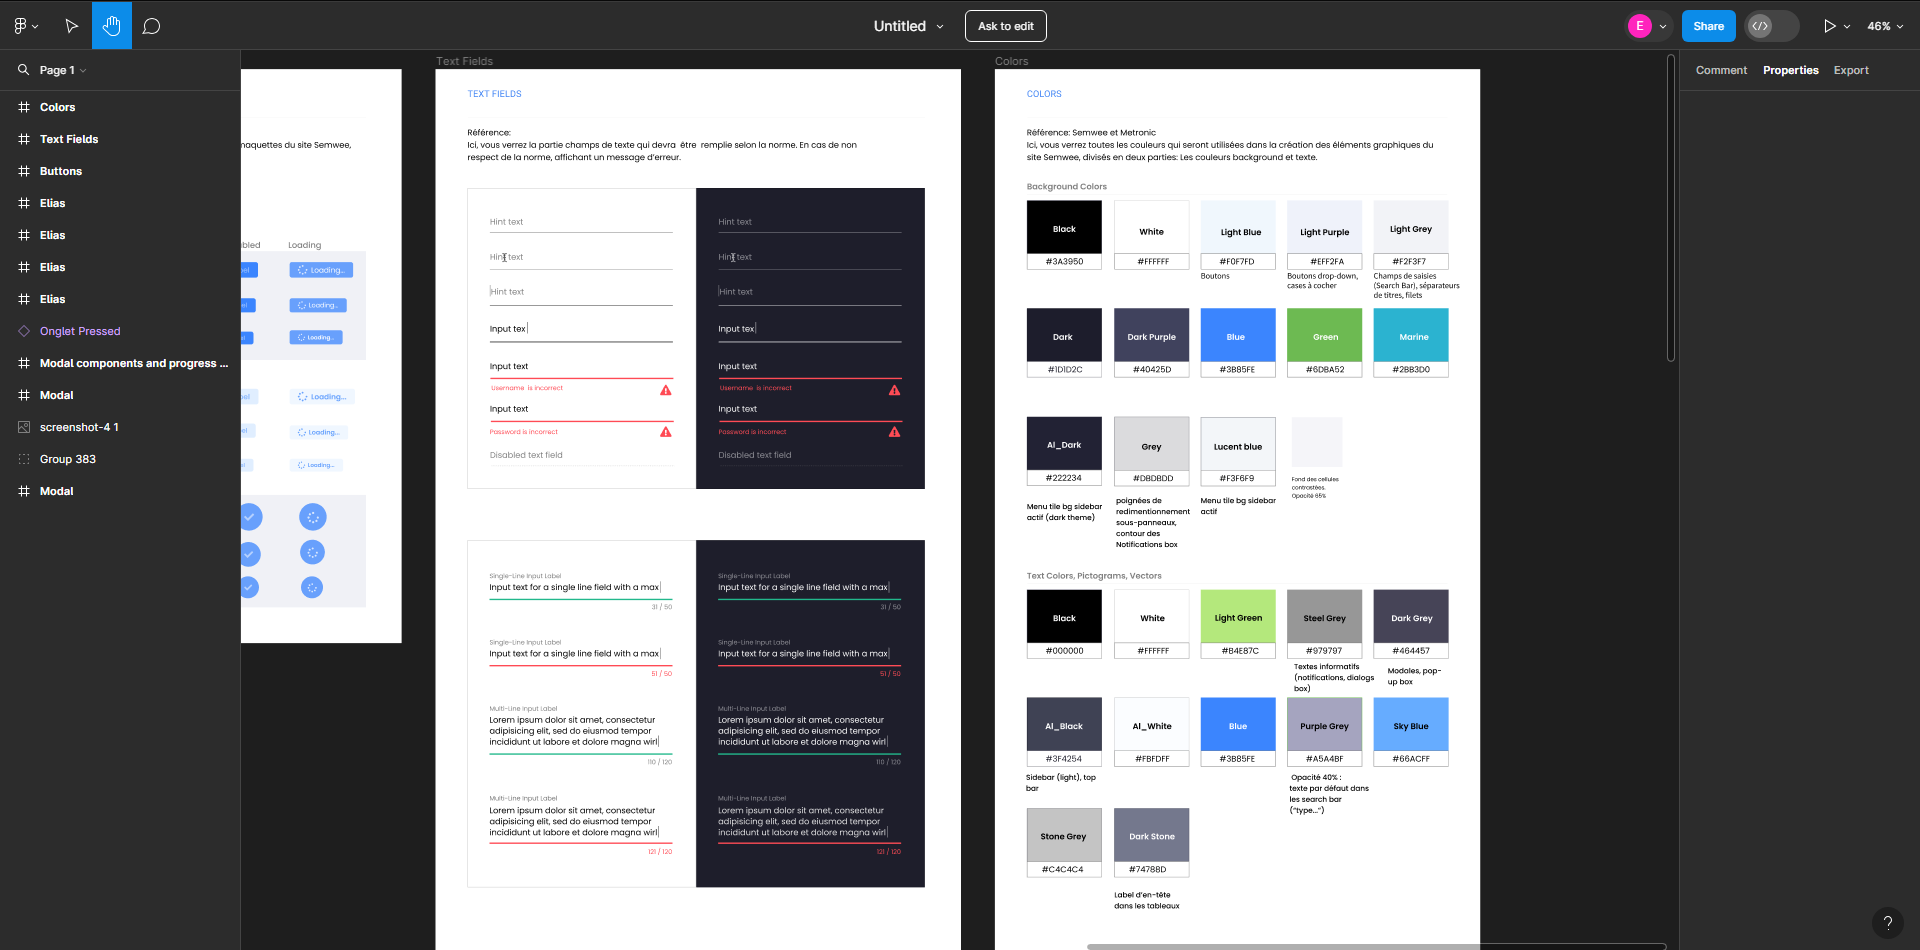 Untitled
Ask to edit
E
Share
46%
Page 1
Comment
Properties
Export
Colors
Text Fields
Buttons
Elias
Elias
Elias
Elias
Onglet Pressed
Modal components and progress ...
Modal
screenshot-4 1
Group 383
Modal
naquettes du site Semwee,
bled
Loading
Loading...
Loading..
Loading...
Loading...
Loading...
Loading...
Text Fields
TEXT FIELDS
Référence:
Ici, vous verrez la partie champs de texte qui devra être remplie selon la norme. En cas de non
respect de la norme, affichant un message d'erreur.
Hint text
Hint text
Hint text
Input tex
Input text
Username is incorrect
Input text
Password is incorrect
Disabled text field
Hint text
Hint text
Hint text
Input tex
Input text
Username is incorrect
Input text
Password is incorrect
Disabled text field
Single-Line Input Label
Input text for a single line field with a max
31 / 50
Single-Line Input Label
Input text for a single line field with a max
51 / 50
Multi-Line Input Label
Lorem ipsum dolor sit amet, consectetur
adipisicing elit, sed do eiusmod tempor
incididunt ut labore et dolore magna wirl
110 / 120
Multi-Line Input Label
Lorem ipsum dolor sit amet, consectetur
adipisicing elit, sed do eiusmod tempor
incididunt ut labore et dolore magna wirl
121 / 120
Single-Line Input Label
Input text for a single line field with a max
31 / 50
Single-Line Input Label
Input text for a single line field with a max
51 / 50
Multi-Line Input Label
Lorem ipsum dolor sit amet, consectetur
adipisicing elit, sed do eiusmod tempor
incididunt ut labore et dolore magna wirl
110 / 120
Multi-Line Input Label
Lorem ipsum dolor sit amet, consectetur
adipisicing elit, sed do eiusmod tempor
incididunt ut labore et dolore magna wirl
121 / 120
Colors
COLORS
Référence: Semwee et Metronic
Ici, vous verrez toutes les couleurs qui seront utilisées dans la création des éléments graphiques du
site Semwee, divisés en deux parties: Les couleurs background et texte.
Background Colors
Black
#3A3950
White
#FFFFFF
Light Blue
#F0F7FD
Boutons
Light Purple
#EFF2FA
Boutons drop-down,
cases à cocher
Light Grey
#F2F3F7
Champs de saisies
(Search Bar), séparateurs
de titres, filets
Dark
#1D1D2C
Dark Purple
#40425D
Blue
#3B85FE
Green
#6DBA52
Marine
#2BB3D0
Al_Dark
#222234
Menu tile bg sidebar
actif (dark theme)
Grey
#DBDBDD
poignées de
redimentionnement
sous-panneaux,
contour des
Notifications box
Lucent blue
#F3F6F9
Menu tile bg sidebar
actif
Fond des cellules
contrastées.
Opacité 65%
Text Colors, Pictograms, Vectors
Black
#000000
White
#FFFFFF
Light Green
#B4E87C
Steel Grey
#979797
Textes informatifs
(notifications, dialogs
box)
Dark Grey
#464457
Modales, pop-
up box
Al_Black
#3F4254
Sidebar (light), top
bar
Al_White
#FBFDFF
Blue
#3B85FE
Purple Grey
#A5A4BF
Opacité 40% :
texte par défaut dans
les search bar
("type...")
Sky Blue
#66ACFF
Stone Grey
#C4C4C4
Dark Stone
#74788D
Label d'en-tête
dans les tableaux
?